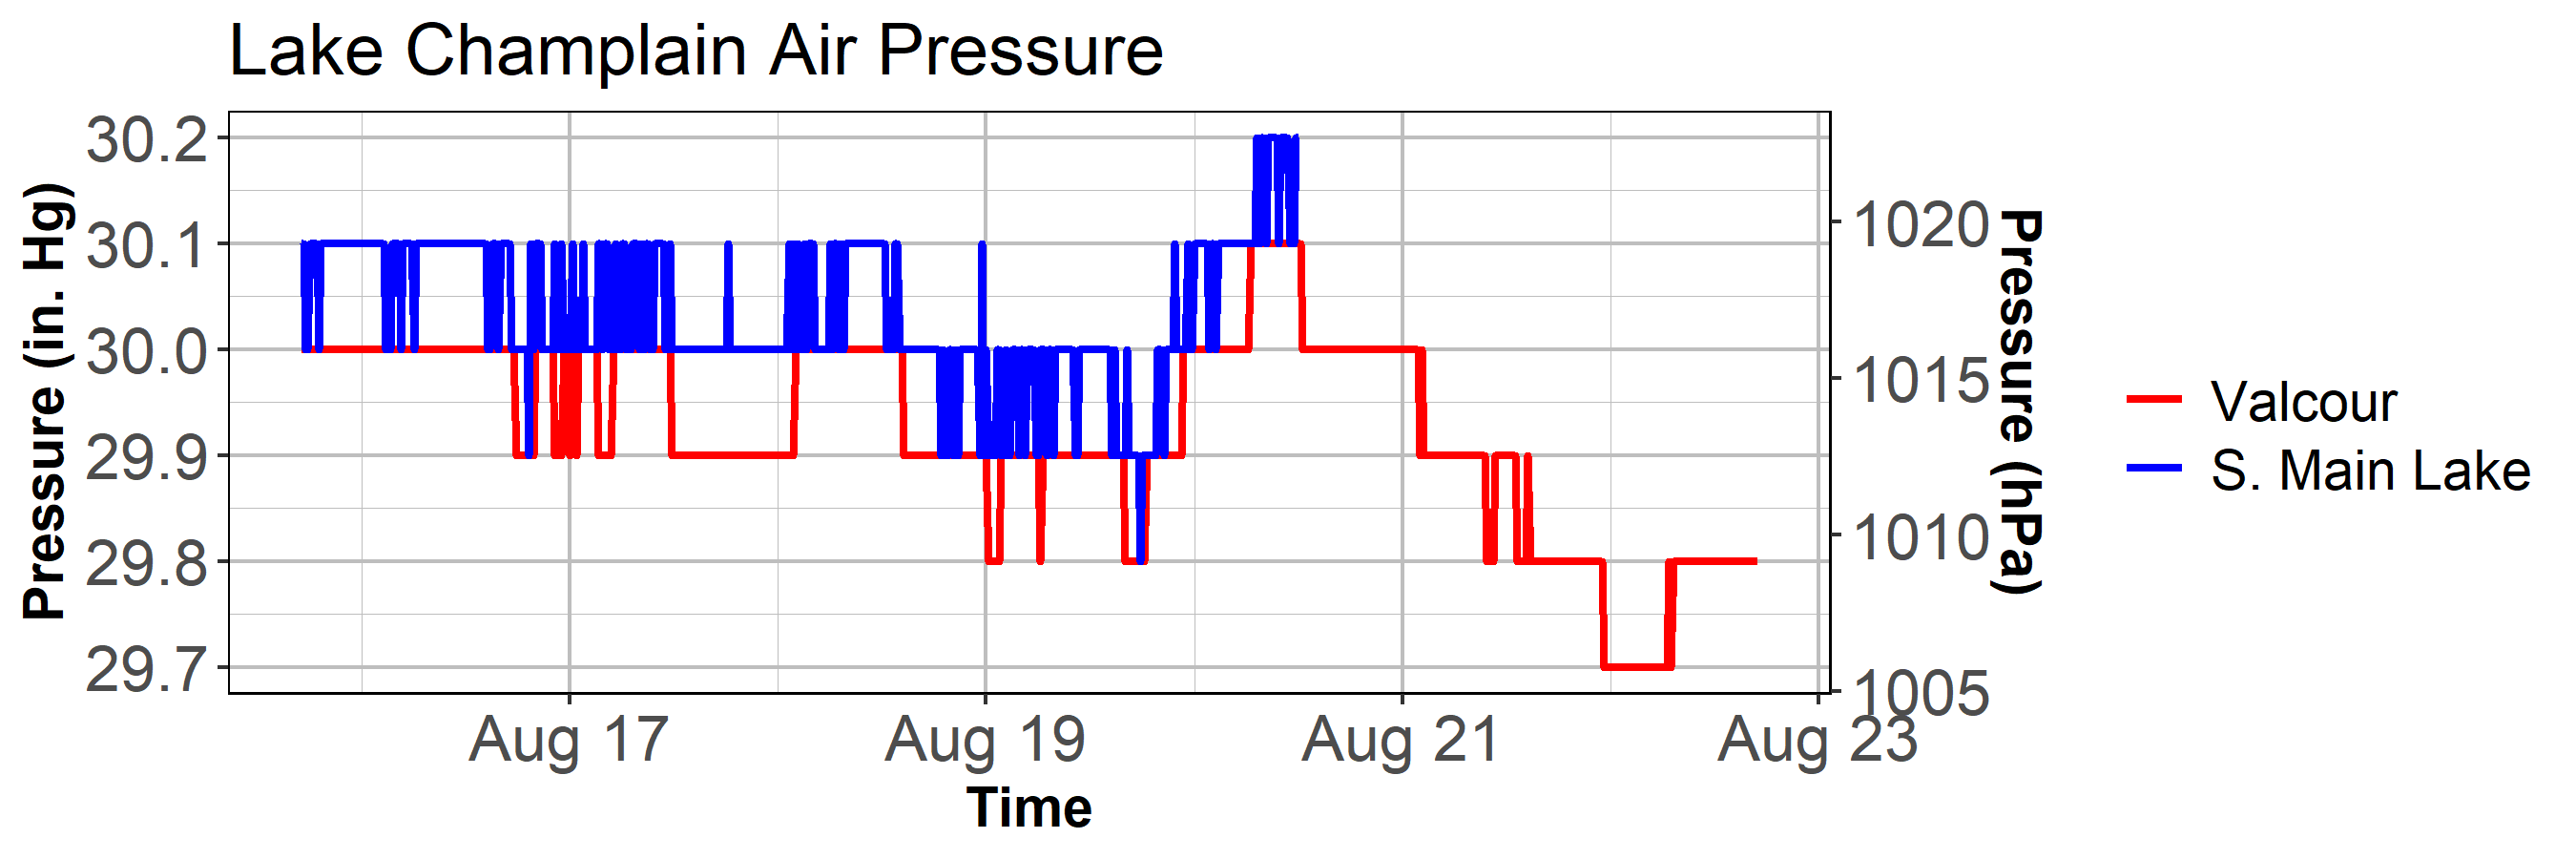 Lake Champlain Air Pressure
30.2
30.1
30.0
29.9
29.8
29.7
Pressure (in. Hg)
1020
1015
1010
1005
Pressure (hPa)
Aug 17
Aug 19
Aug 21
Aug 23
Time
Valcour
S. Main Lake